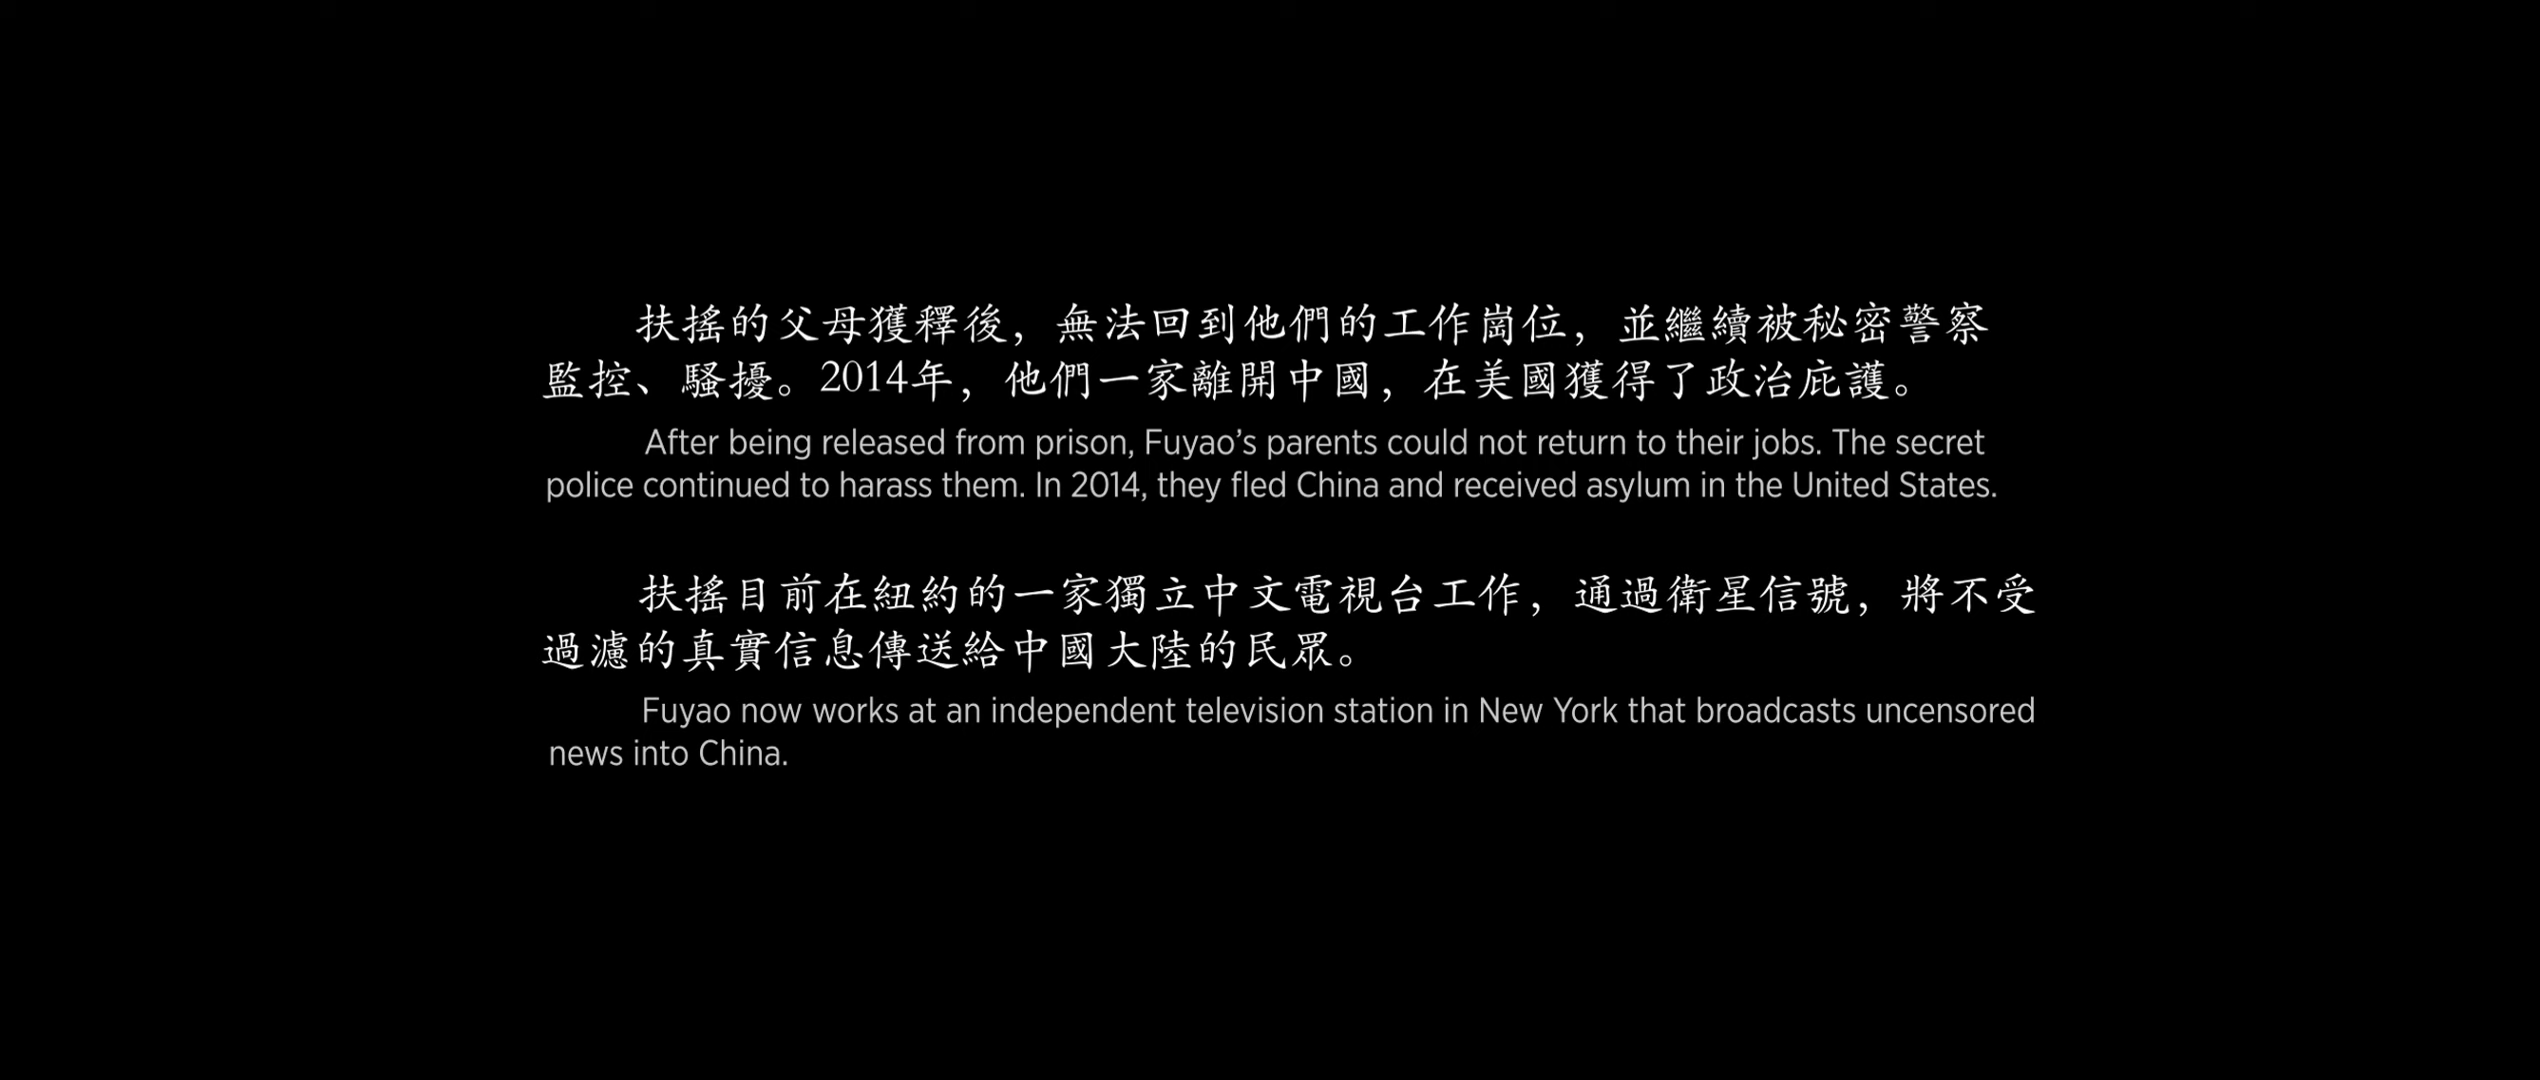 扶搖的父母獲釋後，無法回到他們的工作崗位，並繼續被秘密警察
監控、騷擾。2014年，他們一家離開中國，在美國獲得了政治庇護。
After being released from prison, Fuyao’s parents could not return to their jobs. The secret
police continued to harass them. In 2014, they fled China and received asylum in the United States.
扶搖目前在紐約的一家獨立中文電視台工作，通過衛星信號，將不受
過濾的真實信息傳送給中國大陸的民眾。
Fuyao now works at an independent television station in New York that broadcasts uncensored
news into China.